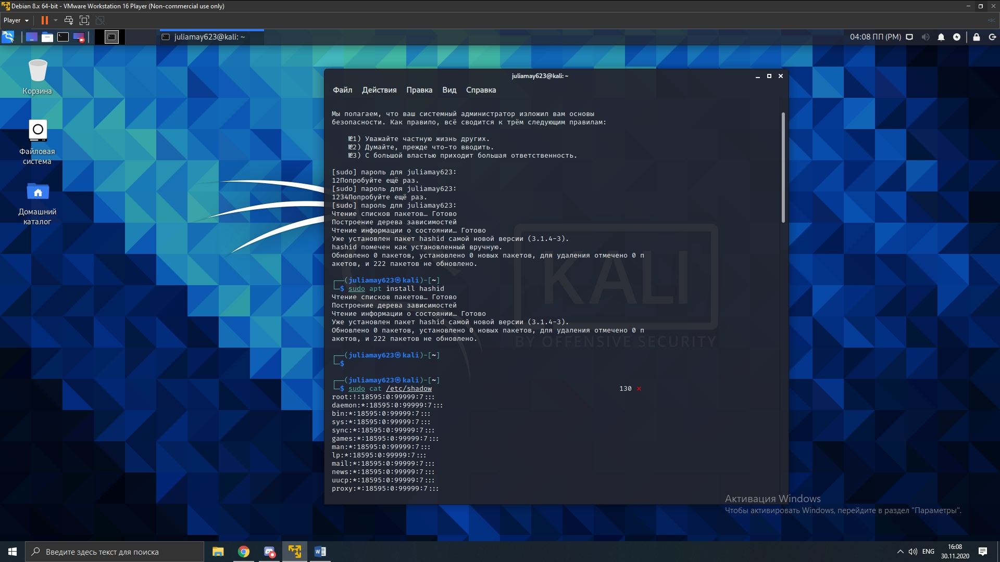 Debian 8.x 64-bit - VMware Workstation 16 Player (Non-commercial use only)
Player
juliamay623@kali: ~
04:08 ПП (PM)
Корзина
Файловая
система
Домашний
каталог
juliamay623@kali: ~
Файл Действия Правка Вид Справка
Мы полагаем, что ваш системный администратор изложил вам основы
безопасности. Как правило, всё сводится к трём следующим правилам:
№1) Уважайте частную жизнь других.
№2) Думайте, прежде что-то вводить.
№3) С большой властью приходит большая ответственность.
[sudo] пароль для juliamay623:
12Попробуйте ещё раз.
[sudo] пароль для juliamay623:
1234Попробуйте ещё раз.
[sudo] пароль для juliamay623:
Чтение списков пакетов… Готово
Построение дерева зависимостей
Чтение информации о состоянии… Готово
Уже установлен пакет hashid самой новой версии (3.1.4-3).
hashid помечен как установленный вручную.
Обновлено 0 пакетов, установлено 0 новых пакетов, для удаления отмечено 0 п
акетов, и 222 пакетов не обновлено.
┌──(juliamay623㉿kali)-[~]
└─$ sudo apt install hashid
Чтение списков пакетов… Готово
Построение дерева зависимостей
Чтение информации о состоянии… Готово
Уже установлен пакет hashid самой новой версии (3.1.4-3).
Обновлено 0 пакетов, установлено 0 новых пакетов, для удаления отмечено 0 п
акетов, и 222 пакетов не обновлено.
┌──(juliamay623㉿kali)-[~]
└─$
┌──(juliamay623㉿kali)-[~]
└─$ sudo cat /etc/shadow 130 ⨯
root:!:18595:0:99999:7:::
daemon:*:18595:0:99999:7:::
bin:*:18595:0:99999:7:::
sys:*:18595:0:99999:7:::
sync:*:18595:0:99999:7:::
games:*:18595:0:99999:7:::
man:*:18595:0:99999:7:::
lp:*:18595:0:99999:7:::
mail:*:18595:0:99999:7:::
news:*:18595:0:99999:7:::
uucp:*:18595:0:99999:7:::
proxy:*:18595:0:99999:7:::
KALI
BY OFFENSIVE SECURITY
Активация Windows
Чтобы активировать Windows, перейдите в раздел "Параметры".
Введите здесь текст для поиска
ENG
16:08
30.11.2020